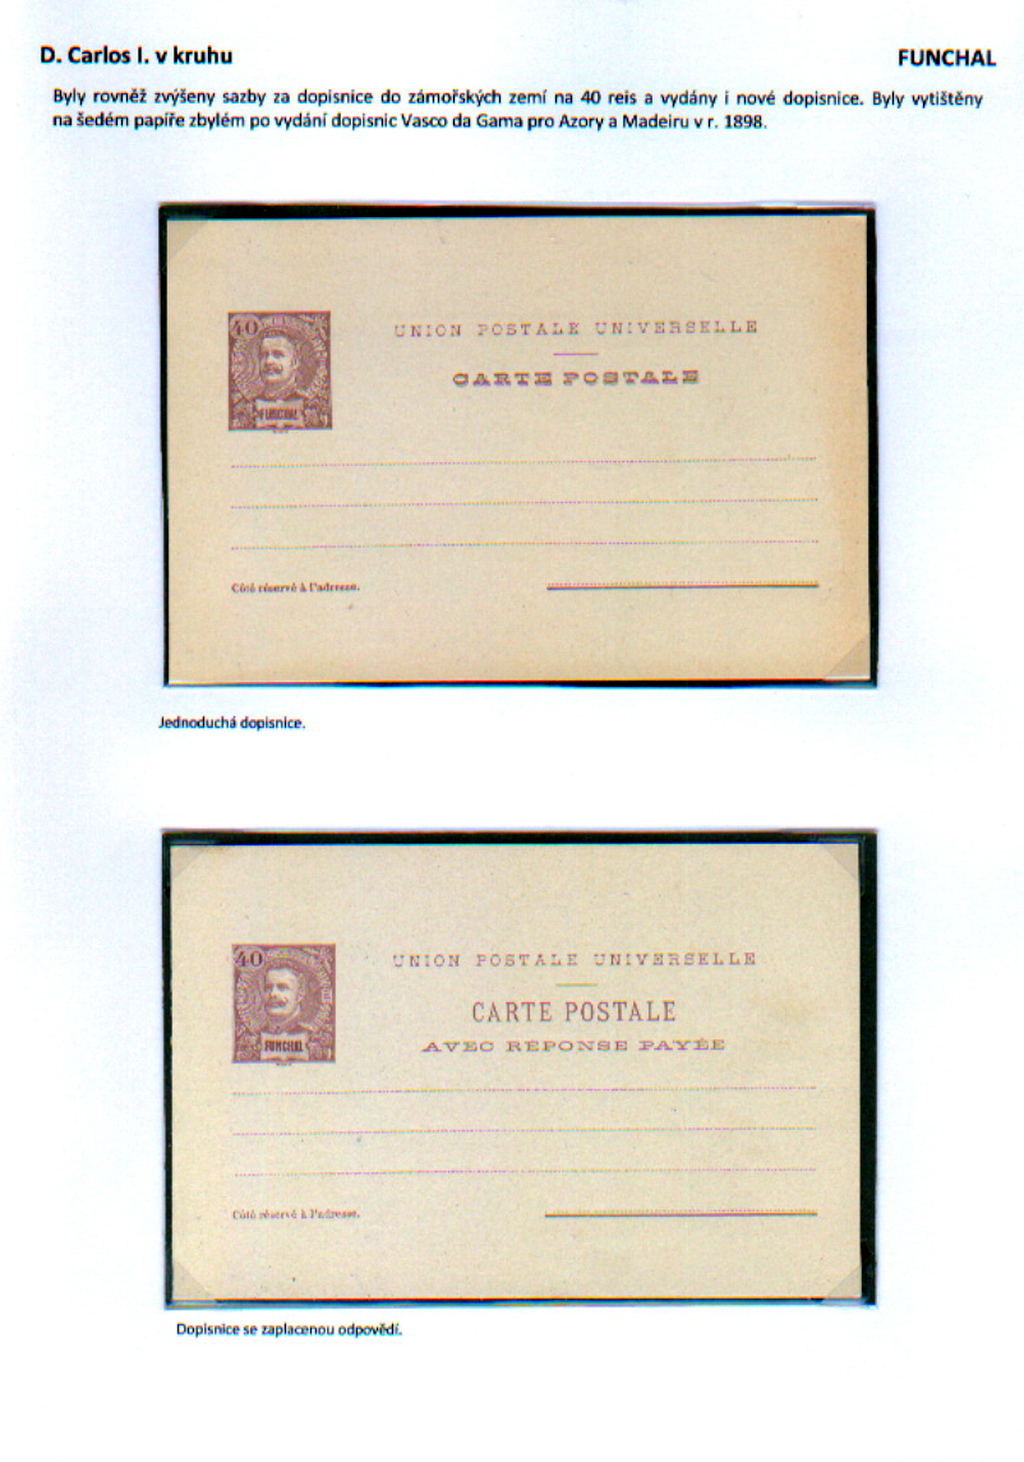 D. Carlos I. v kruhu
FUNCHAL
Byly rovněž zvýšeny sazby za dopisnice do zámořských zemí na 40 reis a vydány i nové dopisnice. Byly vytištěny
na šedém papíře zbylém po vydání dopisnic Vasco da Gama pro Azory a Madeiru v r. 1898.
40
FUNCHAL
UNION POSTALE UNIVERSELLE
CARTE POSTALE
Côté réservé à l'adresse.
Jednoduchá dopisnice.
40
FUNCHAL
UNION POSTALE UNIVERSELLE
CARTE POSTALE
AVEC RÉPONSE PAYÉE
Côté réservé à l'adresse.
Dopisnice se zaplacenou odpovědí.